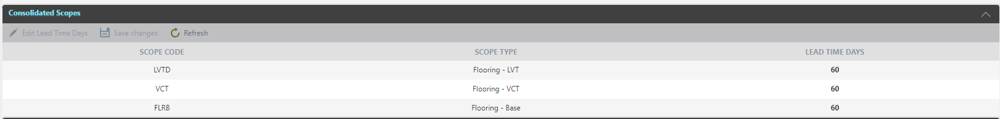 Consolidated Scopes
Edit Lead Time Days Save changes Refresh
SCOPE CODE SCOPE TYPE LEAD TIME DAYS
LVTD Flooring - LVT 60
VCT Flooring - VCT 60
FLRB Flooring - Base 60